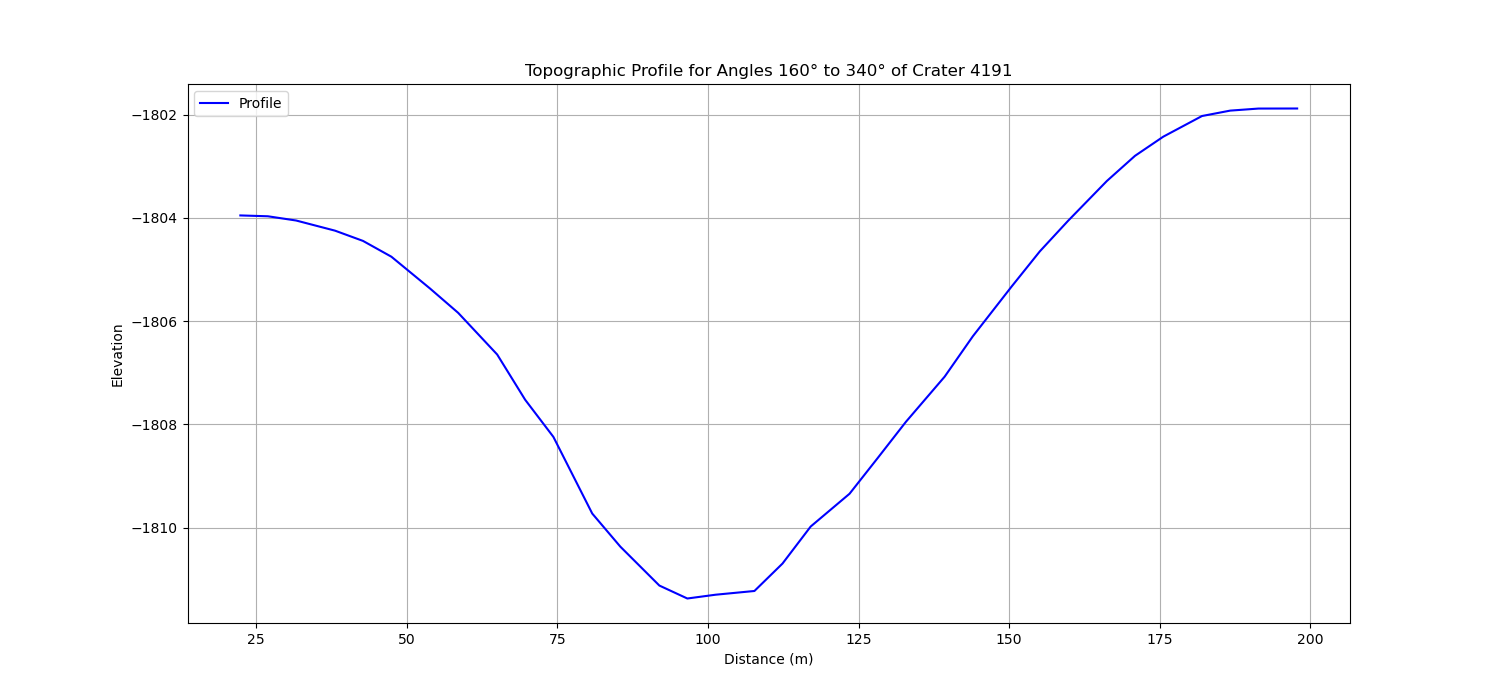 Topographic Profile for Angles 160° to 340° of Crater 4191
Profile
−1802
−1804
−1806
−1808
−1810
Elevation
25 50 75 100 125 150 175 200
Distance (m)